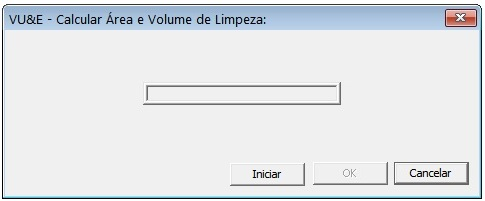 VU&E - Calcular Área e Volume de Limpeza:
Iniciar
OK
Cancelar